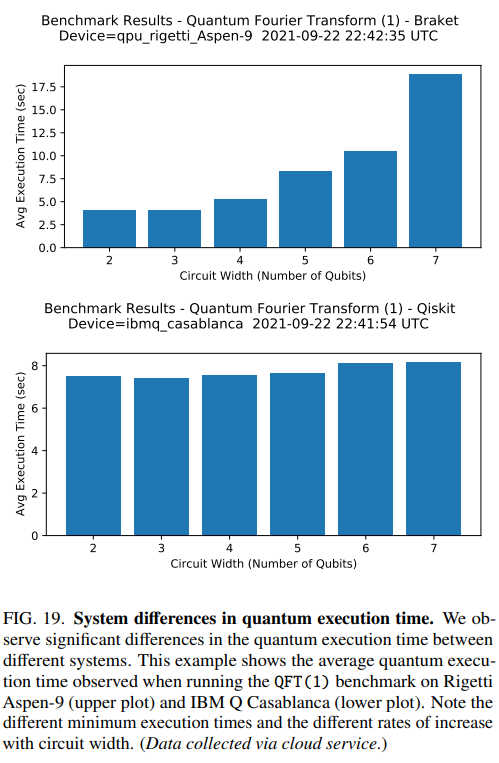 Benchmark Results - Quantum Fourier Transform (1) - Braket
Device=qpu_rigetti_Aspen-9  2021-09-22 22:42:35 UTC
Avg Execution Time (sec)
17.5
15.0
12.5
10.0
7.5
5.0
2.5
0.0
2 3 4 5 6 7
Circuit Width (Number of Qubits)
Benchmark Results - Quantum Fourier Transform (1) - Qiskit
Device=ibmq_casablanca  2021-09-22 22:41:54 UTC
Avg Execution Time (sec)
8
6
4
2
0
2 3 4 5 6 7
Circuit Width (Number of Qubits)
FIG. 19. System differences in quantum execution time. We ob-
serve significant differences in the quantum execution time between
different systems. This example shows the average quantum execu-
tion time observed when running the QFT(1) benchmark on Rigetti
Aspen-9 (upper plot) and IBM Q Casablanca (lower plot). Note the
different minimum execution times and the different rates of increase
with circuit width. (Data collected via cloud service.)